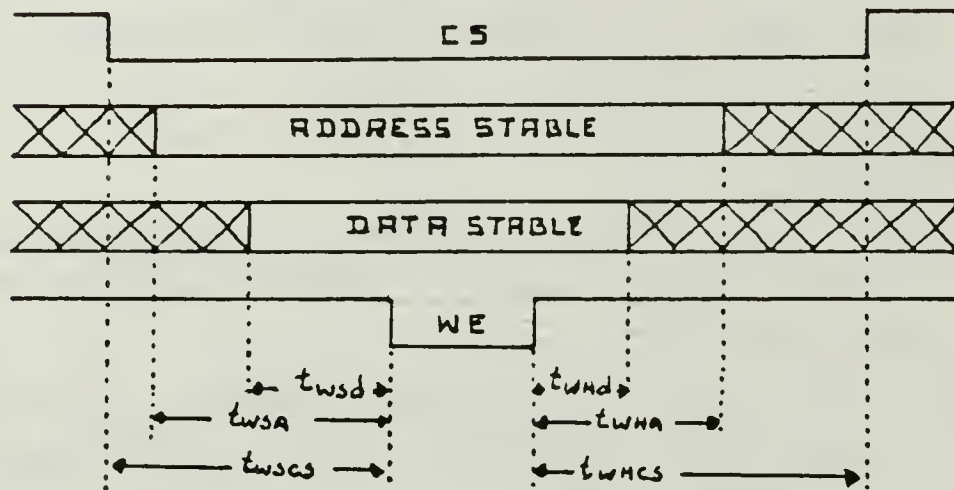 CS
ADDRESS STABLE
DATA STABLE
WE
twsd twHd
twsA twHA
twscs twHcs